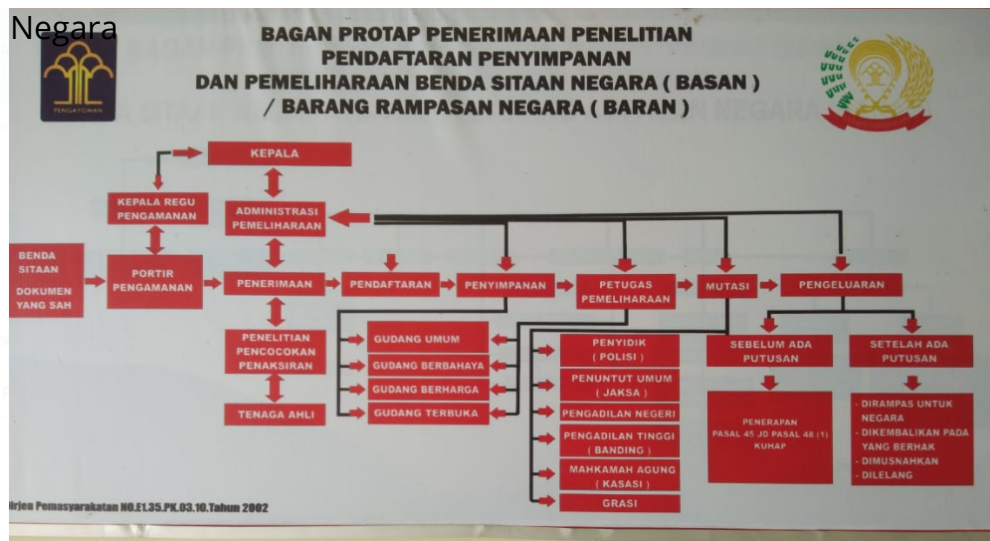 Negara
BAGAN PROTAP PENERIMAAN PENELITIAN
PENDAFTARAN PENYIMPANAN
DAN PEMELIHARAAN BENDA SITAAN NEGARA ( BASAN )
/ BARANG RAMPASAN NEGARA ( BARAN )
PENGAYOMAN
KEPALA
KEPALA REGU
PENGAMANAN
ADMINISTRASI
PEMELIHARAAN
BENDA
SITAAN
DOKUMEN
YANG SAH
PORTIR
PENGAMANAN
PENERIMAAN
PENDAFTARAN
PENYIMPANAN
PETUGAS
PEMELIHARAAN
MUTASI
PENGELUARAN
PENELITIAN
PENCOCOKAN
PENAKSIRAN
TENAGA AHLI
GUDANG UMUM
GUDANG BERBAHAYA
GUDANG BERHARGA
GUDANG TERBUKA
PENYIDIK
( POLISI )
PENUNTUT UMUM
( JAKSA )
PENGADILAN NEGERI
PENGADILAN TINGGI
( BANDING )
MAHKAMAH AGUNG
( KASASI )
GRASI
SEBELUM ADA
PUTUSAN
SETELAH ADA
PUTUSAN
PENERAPAN
PASAL 45 JO PASAL 48 (1)
KUHAP
- DIRAMPAS UNTUK
NEGARA
- DIKEMBALIKAN PADA
YANG BERHAK
- DIMUSNAHKAN
- DILELANG
Dirjen Pemasyarakatan NO.E1.35.PK.03.10.Tahun 2002